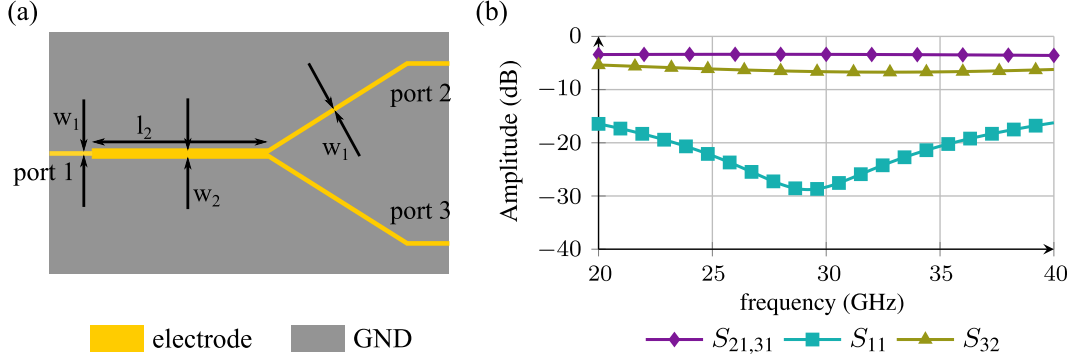 (a)
w1
l2
port 1
w2
w1
port 2
port 3
electrode
GND
(b)
Amplitude (dB)
0
−10
−20
−30
−40
20
25
30
35
40
frequency (GHz)
S21,31
S11
S32